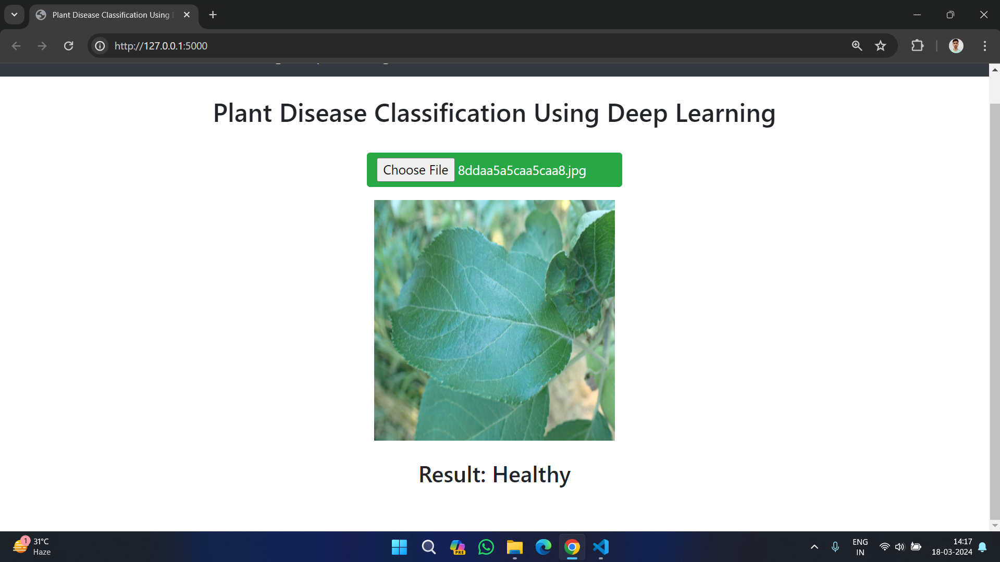 Plant Disease Classification Using
http://127.0.0.1:5000
Plant Disease Classification Using Deep Learning
Choose File 8ddaa5a5caa5caa8.jpg
Result: Healthy
1
31°C
Haze
PRE
ENG
IN
14:17
18-03-2024